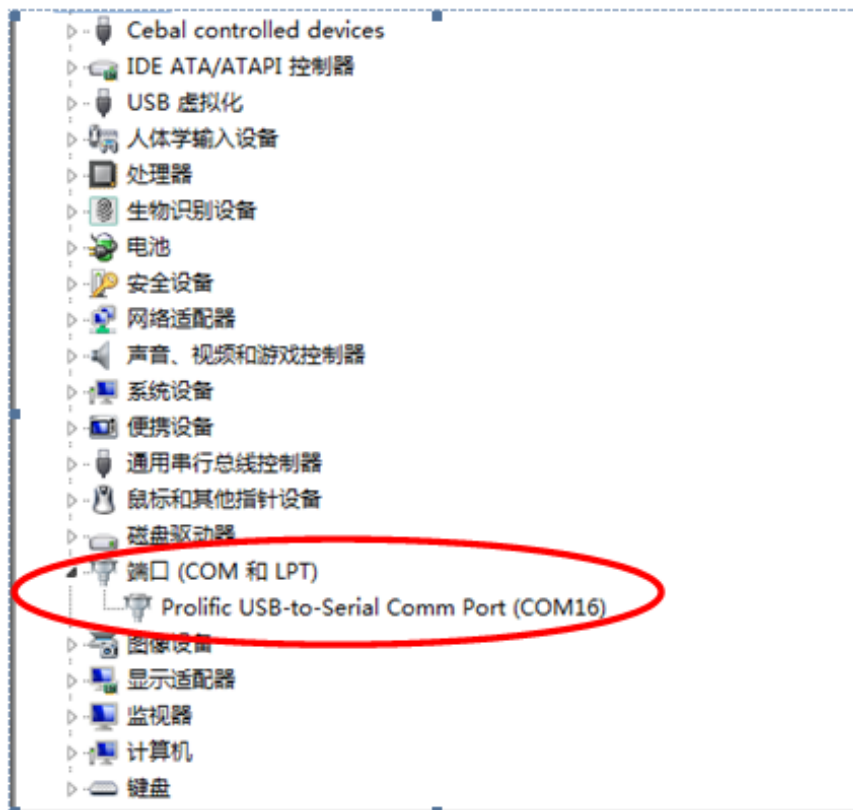 Cebal controlled devices
IDE ATA/ATAPI 控制器
USB 虚拟化
人体学输入设备
处理器
生物识别设备
电池
安全设备
网络适配器
声音、视频和游戏控制器
系统设备
便携设备
通用串行总线控制器
鼠标和其他指针设备
磁盘驱动器
端口 (COM 和 LPT)
Prolific USB-to-Serial Comm Port (COM16)
图像设备
显示适配器
监视器
计算机
键盘